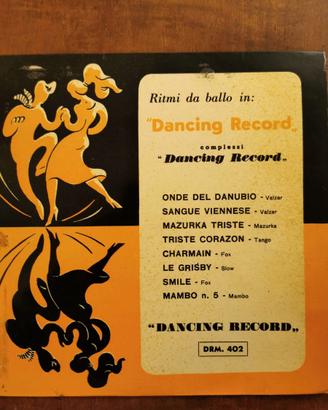 Ritmi da ballo in:
"Dancing Record„
complessi
"Dancing Record„
ONDE DEL DANUBIO - Valzer
SANGUE VIENNESE - Valzer
MAZURKA TRISTE - Mazurka
TRISTE CORAZON - Tango
CHARMAIN - Fox
LE GRISBY - Slow
SMILE - Fox
MAMBO n. 5 - Mambo
"DANCING RECORD„
DRM. 402